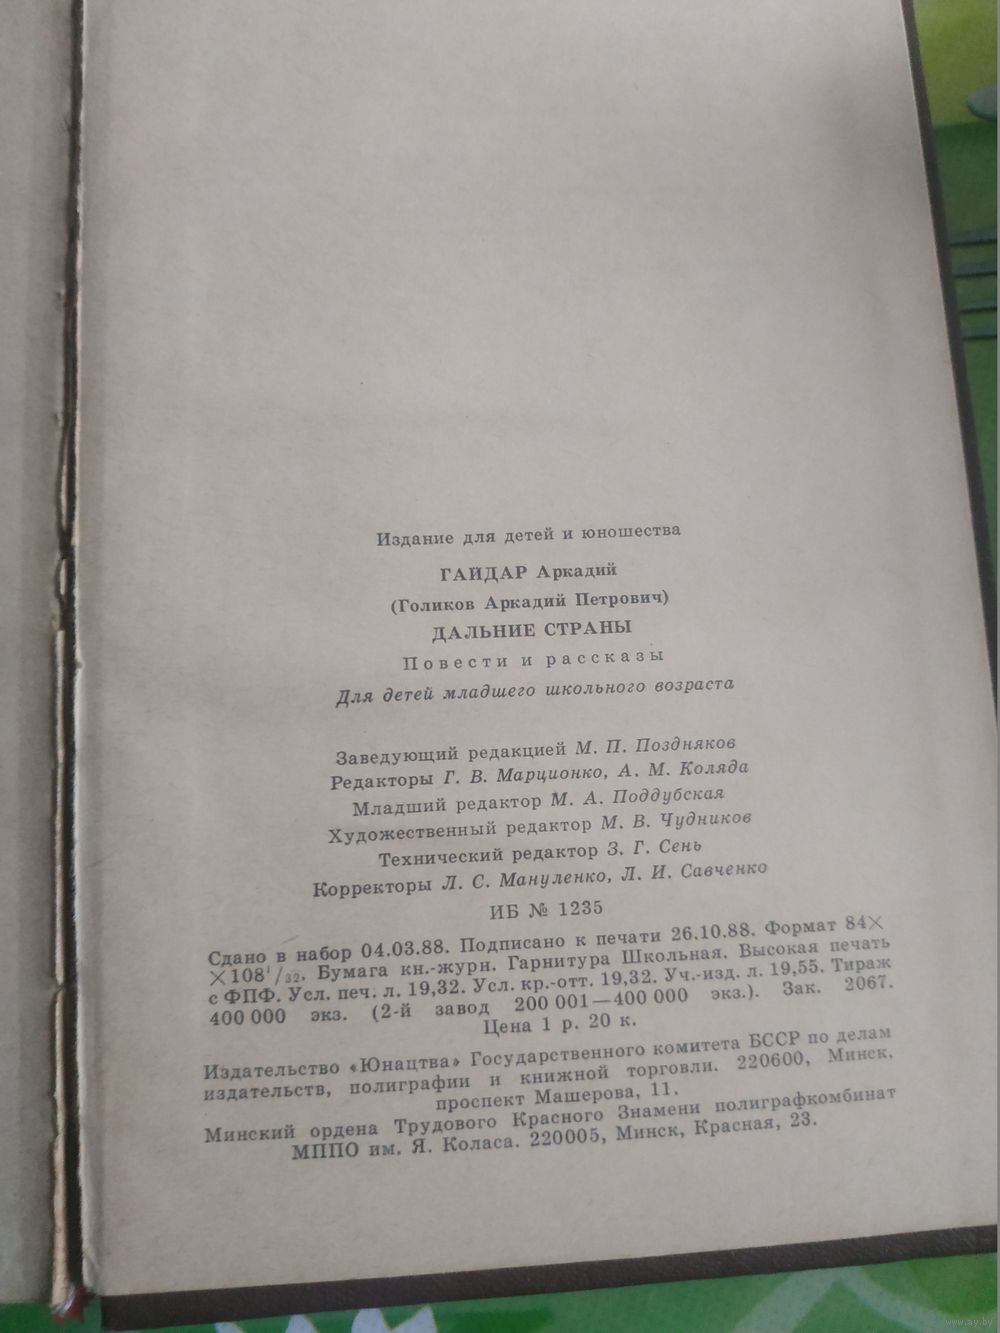 Издание для детей и юношества
ГАЙДАР Аркадий
(Голиков Аркадий Петрович)
ДАЛЬНИЕ СТРАНЫ
Повести и рассказы
Для детей младшего школьного возраста
Заведующий редакцией М. П. Поздняков
Редакторы Г. В. Марционко, А. М. Коляда
Младший редактор М. А. Поддубская
Художественный редактор М. В. Чудников
Технический редактор З. Г. Сень
Корректоры Л. С. Мануленко, Л. И. Савченко
ИБ № 1235
Сдано в набор 04.03.88. Подписано к печати 26.10.88. Формат 84×
×108¹/₃₂. Бумага кн.-журн. Гарнитура Школьная. Высокая печать
с ФПФ. Усл. печ. л. 19,32. Усл. кр.-отт. 19,32. Уч.-изд. л. 19,55. Тираж
400 000 экз. (2-й завод 200 001—400 000 экз.). Зак. 2067.
Цена 1 р. 20 к.
Издательство «Юнацтва» Государственного комитета БССР по делам
издательств, полиграфии и книжной торговли. 220600, Минск,
проспект Машерова, 11.
Минский ордена Трудового Красного Знамени полиграфкомбинат
МППО им. Я. Коласа. 220005, Минск, Красная, 23.
www.ay.by